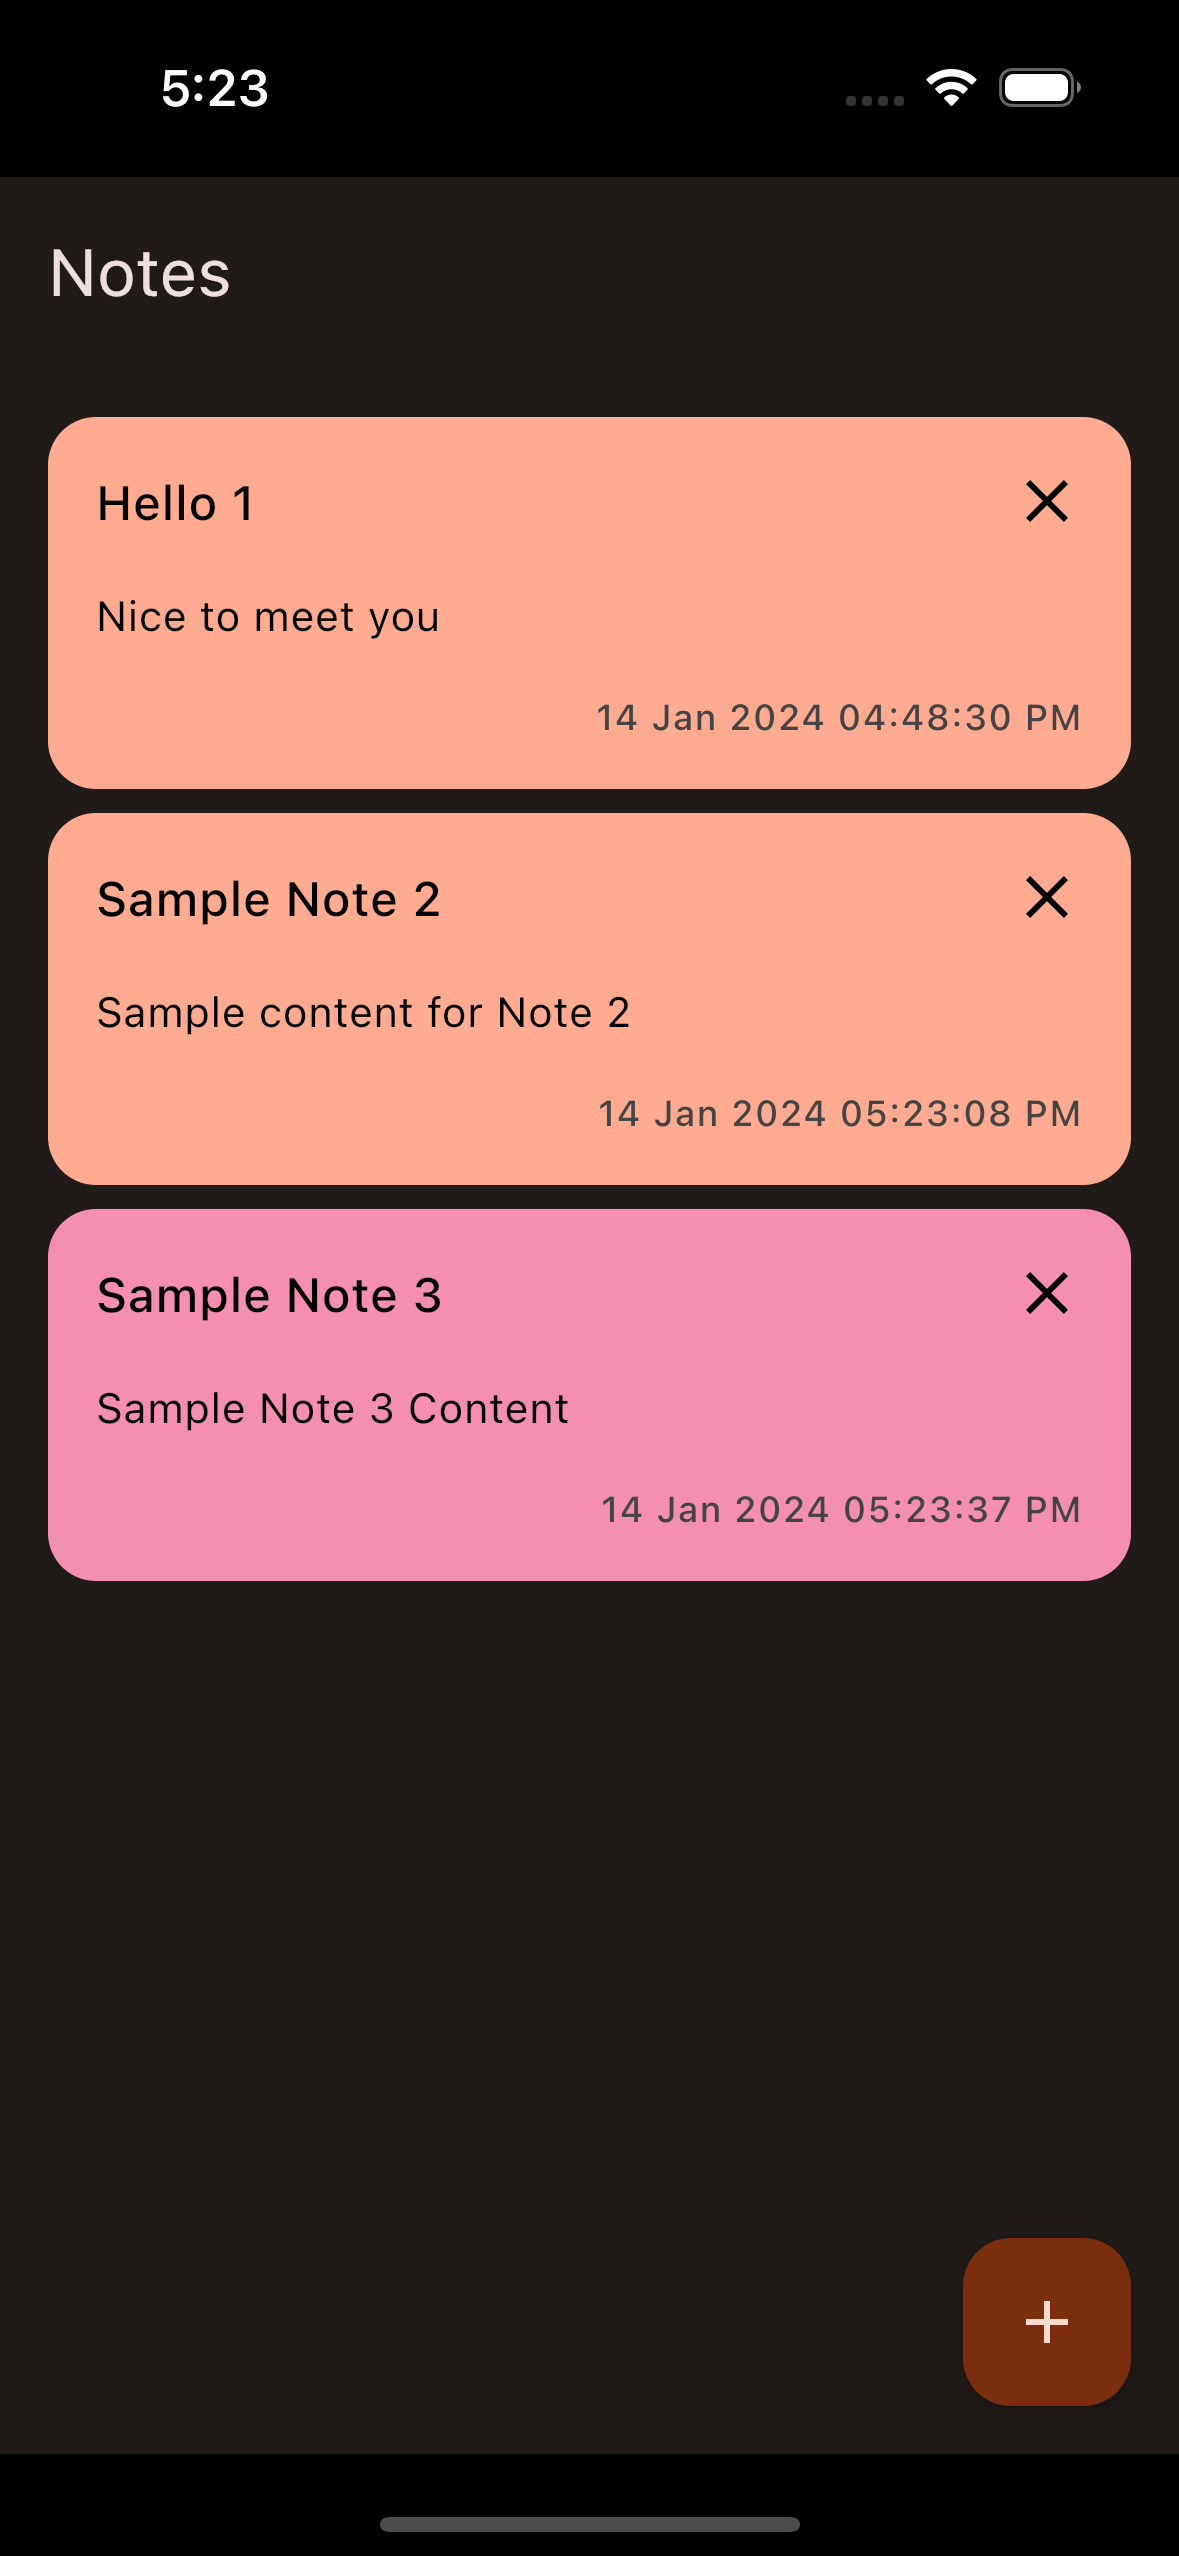 5:23
Notes
Hello 1
Nice to meet you
14 Jan 2024 04:48:30 PM
Sample Note 2
Sample content for Note 2
14 Jan 2024 05:23:08 PM
Sample Note 3
Sample Note 3 Content
14 Jan 2024 05:23:37 PM